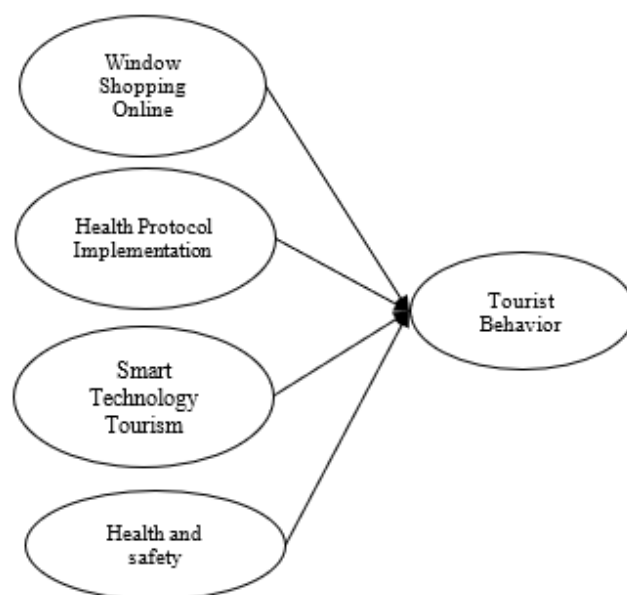 Window
Shopping
Online
Health Protocol
Implementation
Smart
Technology
Tourism
Health and
safety
Tourist
Behavior